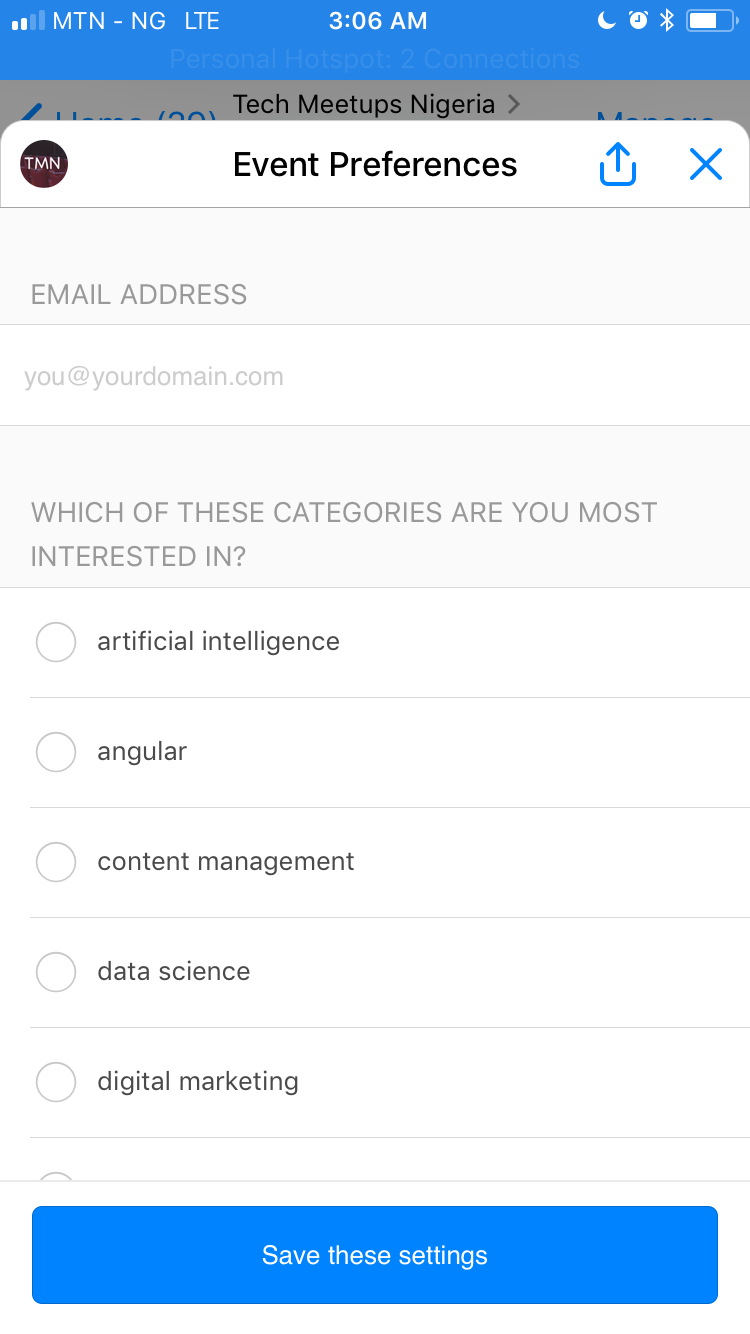 MTN - NG LTE 3:06 AM
Personal Hotspot: 2 Connections
Tech Meetups Nigeria
Home (20) Manage
TMN
Event Preferences
EMAIL ADDRESS
you@yourdomain.com
WHICH OF THESE CATEGORIES ARE YOU MOST
INTERESTED IN?
artificial intelligence
angular
content management
data science
digital marketing
Save these settings